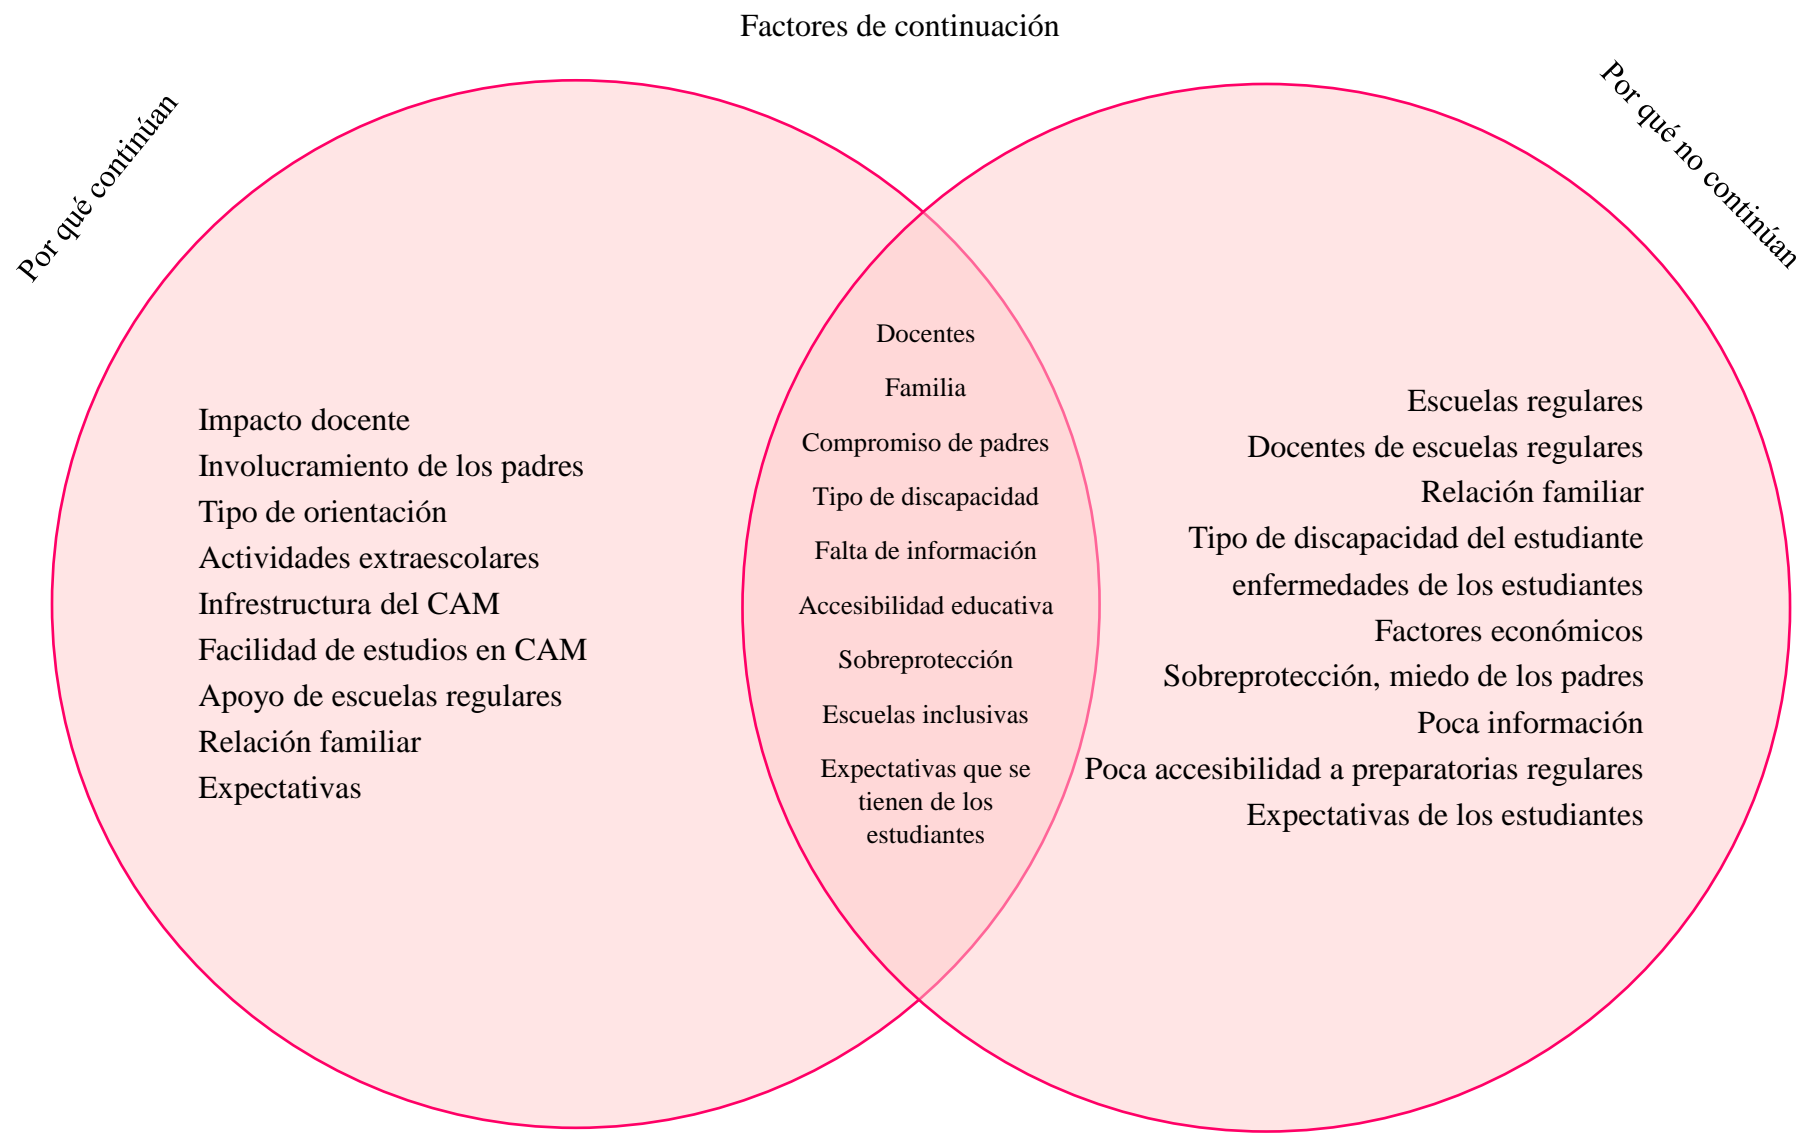 Factores de continuación
Por qué continúan
Por qué no continúan
Impacto docente
Involucramiento de los padres
Tipo de orientación
Actividades extraescolares
Infrestructura del CAM
Facilidad de estudios en CAM
Apoyo de escuelas regulares
Relación familiar
Expectativas
Docentes
Familia
Compromiso de padres
Tipo de discapacidad
Falta de información
Accesibilidad educativa
Sobreprotección
Escuelas inclusivas
Expectativas que se
tienen de los
estudiantes
Escuelas regulares
Docentes de escuelas regulares
Relación familiar
Tipo de discapacidad del estudiante
enfermedades de los estudiantes
Factores económicos
Sobreprotección, miedo de los padres
Poca información
Poca accesibilidad a preparatorias regulares
Expectativas de los estudiantes